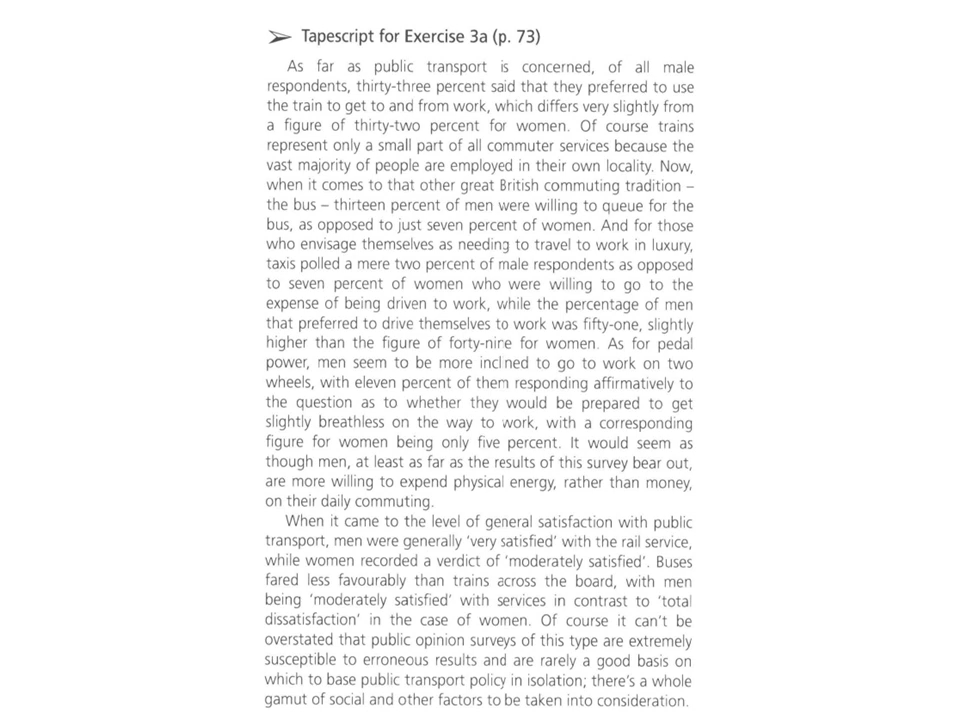 ➢ Tapescript for Exercise 3a (p. 73)
As far as public transport is concerned, of all male
respondents, thirty-three percent said that they preferred to use
the train to get to and from work, which differs very slightly from
a figure of thirty-two percent for women. Of course trains
represent only a small part of all commuter services because the
vast majority of people are employed in their own locality. Now,
when it comes to that other great British commuting tradition –
the bus – thirteen percent of men were willing to queue for the
bus, as opposed to just seven percent of women. And for those
who envisage themselves as needing to travel to work in luxury,
taxis polled a mere two percent of male respondents as opposed
to seven percent of women who were willing to go to the
expense of being driven to work, while the percentage of men
that preferred to drive themselves to work was fifty-one, slightly
higher than the figure of forty-nine for women. As for pedal
power, men seem to be more inclined to go to work on two
wheels, with eleven percent of them responding affirmatively to
the question as to whether they would be prepared to get
slightly breathless on the way to work, with a corresponding
figure for women being only five percent. It would seem as
though men, at least as far as the results of this survey bear out,
are more willing to expend physical energy, rather than money,
on their daily commuting.
When it came to the level of general satisfaction with public
transport, men were generally 'very satisfied' with the rail service,
while women recorded a verdict of 'moderately satisfied'. Buses
fared less favourably than trains across the board, with men
being 'moderately satisfied' with services in contrast to 'total
dissatisfaction' in the case of women. Of course it can't be
overstated that public opinion surveys of this type are extremely
susceptible to erroneous results and are rarely a good basis on
which to base public transport policy in isolation; there's a whole
gamut of social and other factors to be taken into consideration.